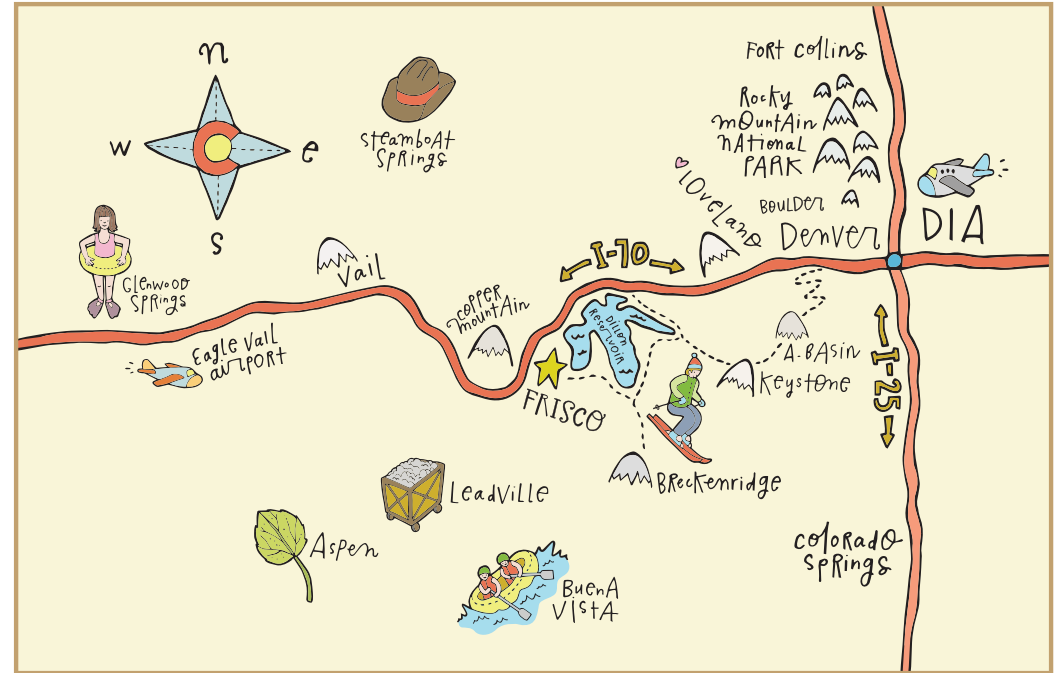 n
w
e
s
Steamboat
Springs
Fort Collins
Rocky
Mountain
National
Park
Boulder
Loveland
Denver
DIA
Glenwood
Springs
Vail
I-70
Copper
Mountain
Dillon
Reservoir
Eagle Vail
airport
A. Basin
Keystone
I-25
Frisco
Breckenridge
Leadville
Aspen
Colorado
Springs
Buena
Vista